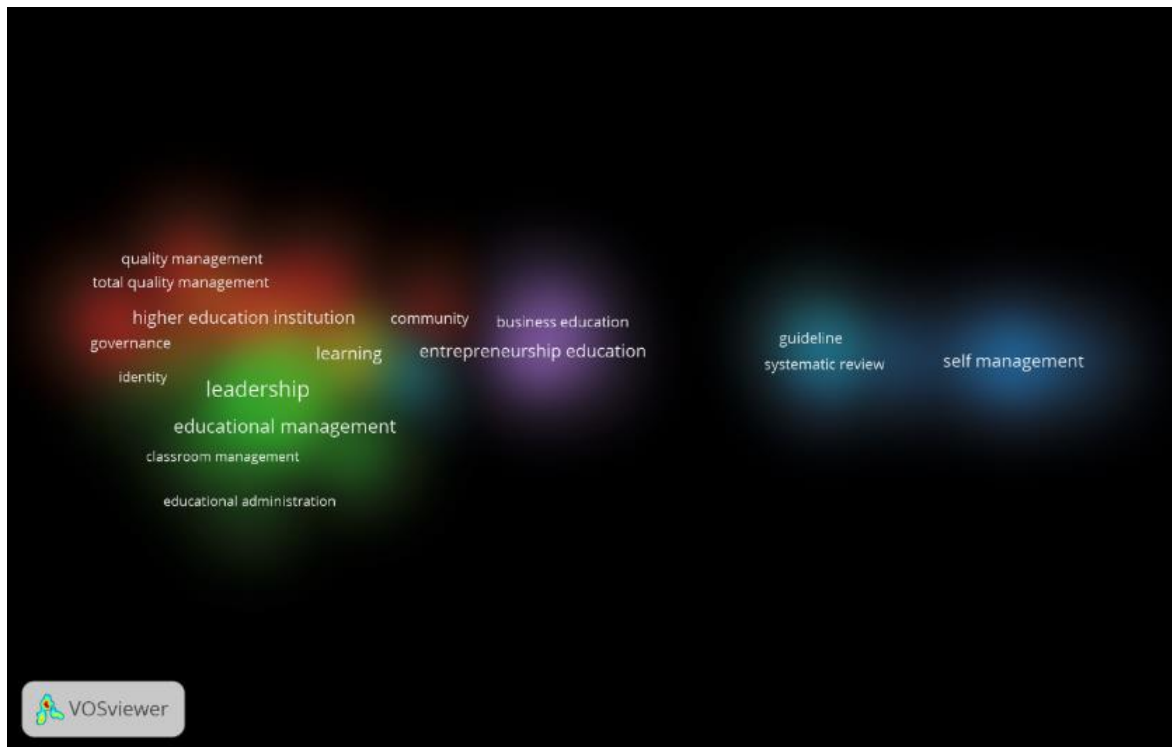 quality management
total quality management
higher education institution
community
business education
governance
learning
entrepreneurship education
guideline
systematic review
self management
identity
leadership
educational management
classroom management
educational administration
VOSviewer